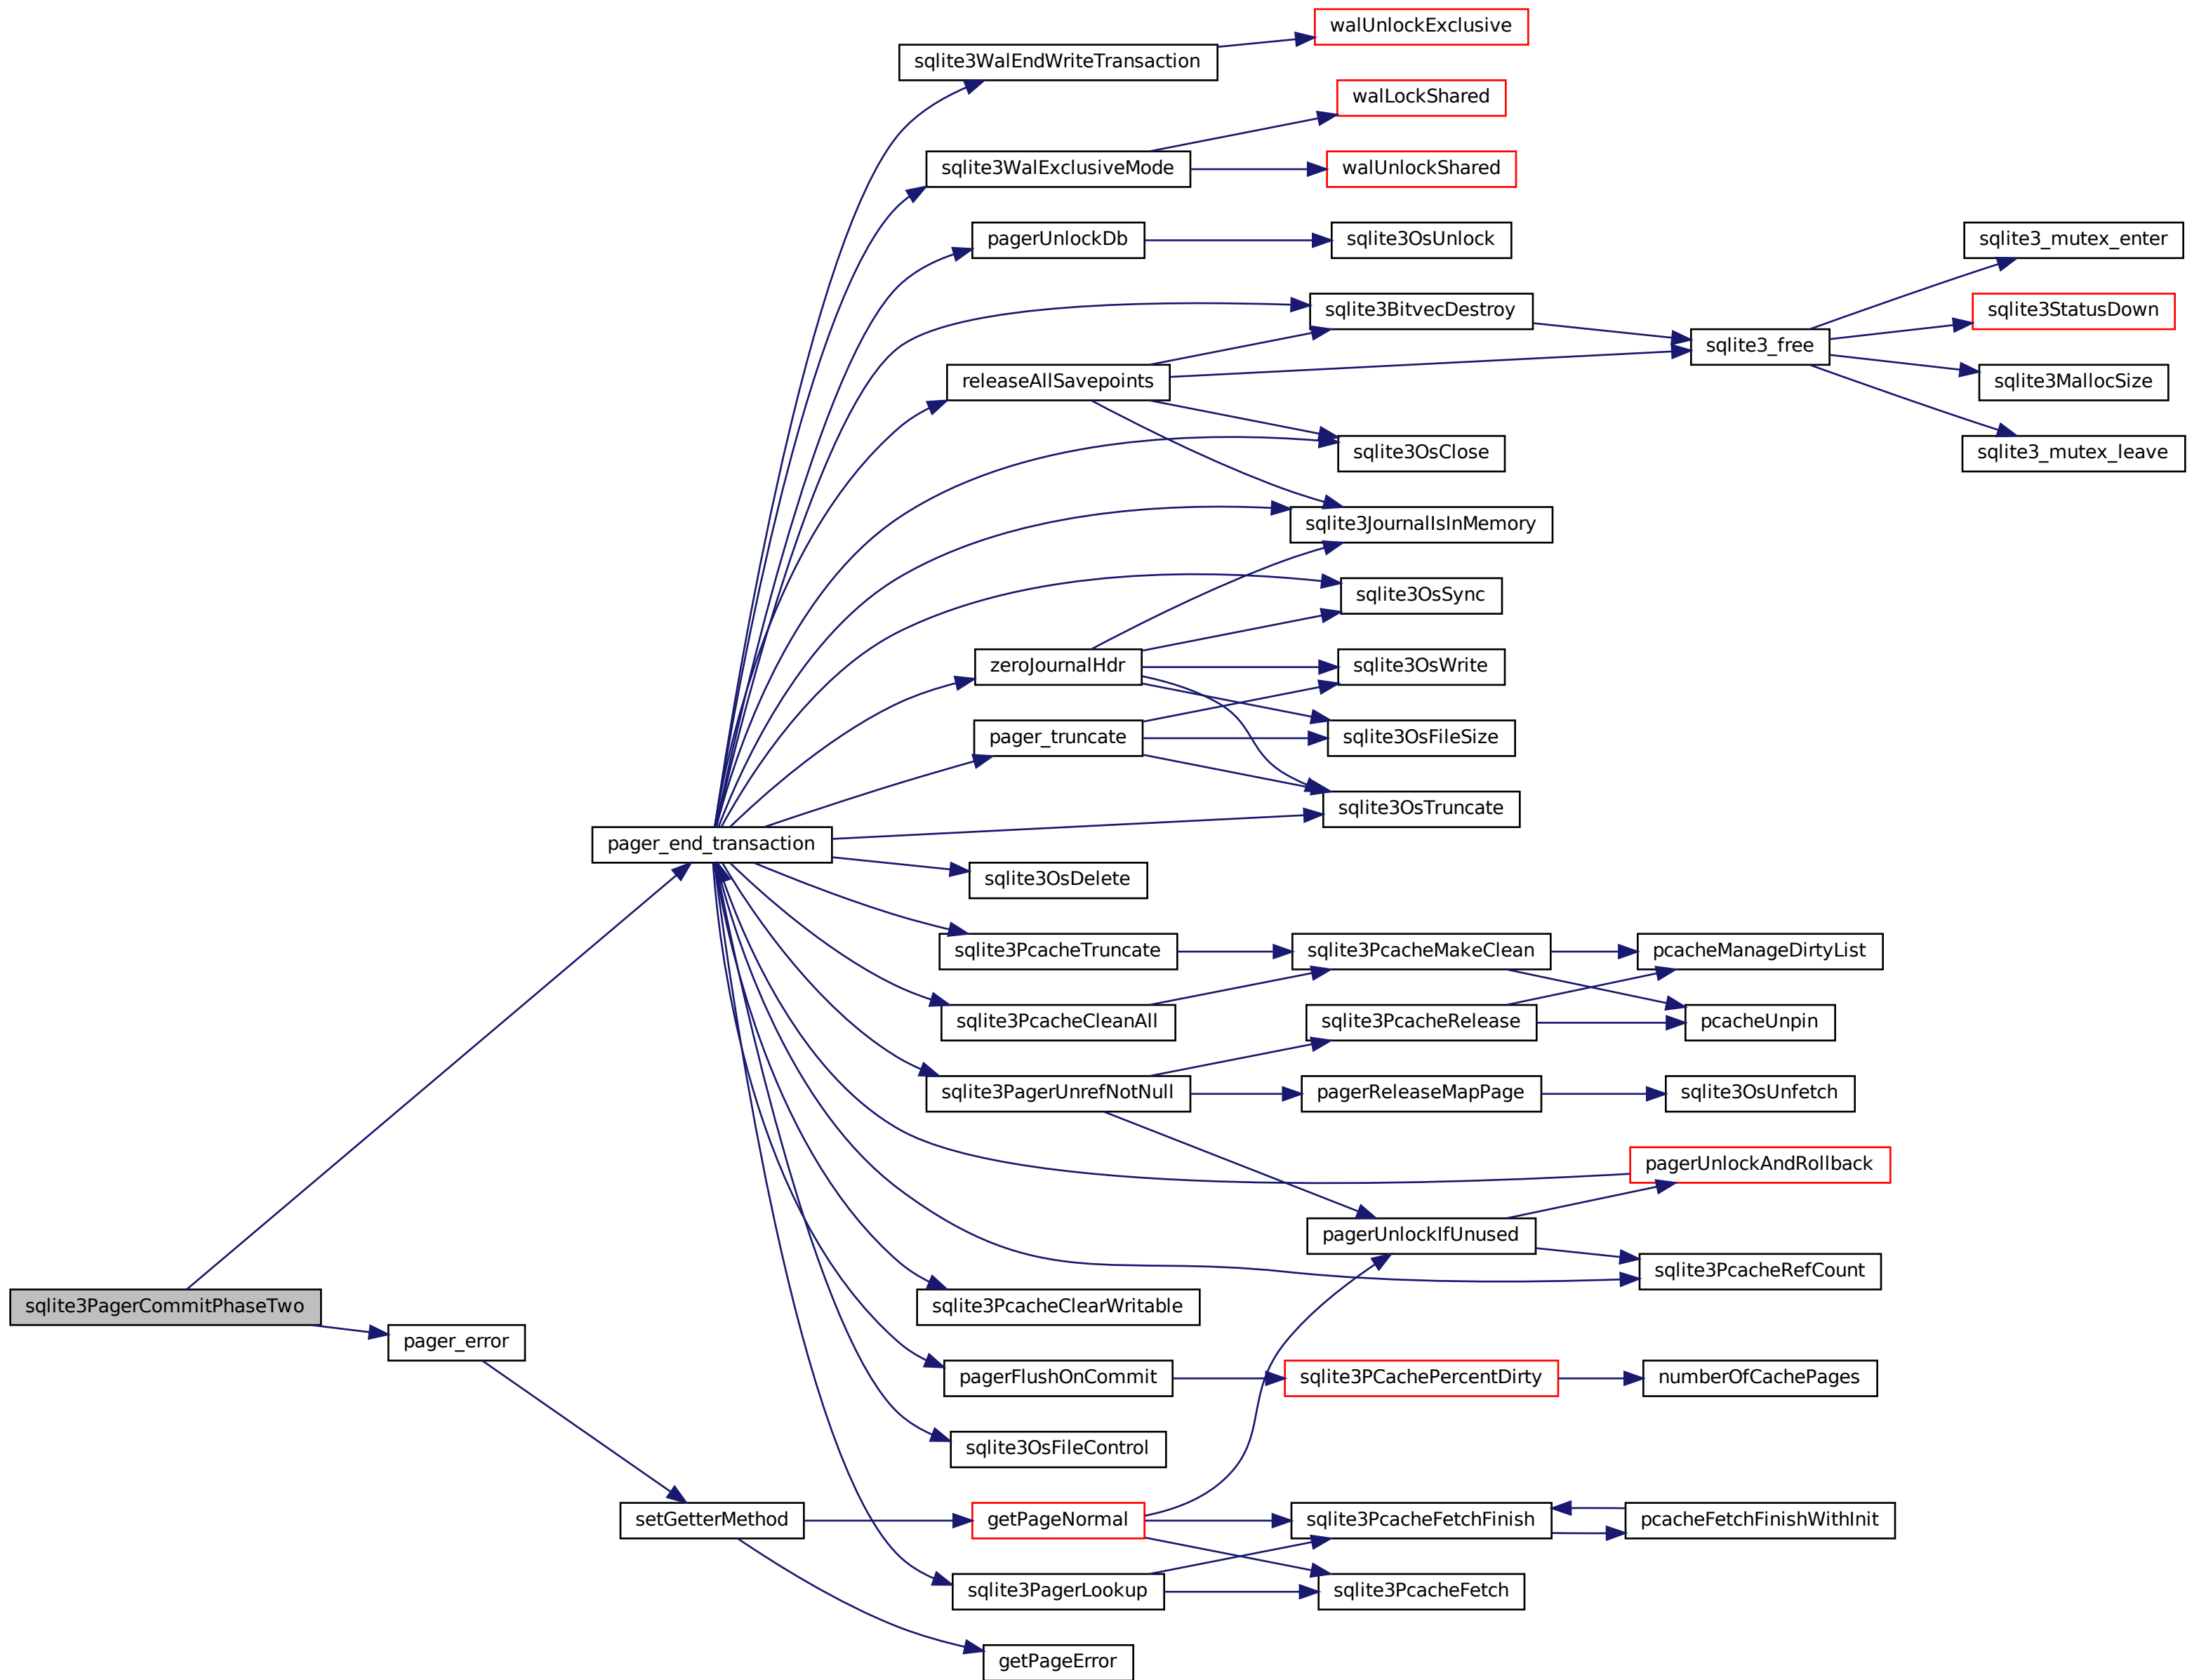 walUnlockExclusive
sqlite3WalEndWriteTransaction
walLockShared
sqlite3WalExclusiveMode
walUnlockShared
pagerUnlockDb
sqlite3OsUnlock
sqlite3_mutex_enter
sqlite3BitvecDestroy
sqlite3StatusDown
sqlite3_free
releaseAllSavepoints
sqlite3MallocSize
sqlite3OsClose
sqlite3_mutex_leave
sqlite3JournalIsInMemory
sqlite3OsSync
zeroJournalHdr
sqlite3OsWrite
pager_truncate
sqlite3OsFileSize
sqlite3OsTruncate
pager_end_transaction
sqlite3OsDelete
sqlite3PcacheTruncate
sqlite3PcacheMakeClean
pcacheManageDirtyList
sqlite3PcacheCleanAll
sqlite3PcacheRelease
pcacheUnpin
sqlite3PagerUnrefNotNull
pagerReleaseMapPage
sqlite3OsUnfetch
pagerUnlockAndRollback
pagerUnlockIfUnused
sqlite3PcacheRefCount
sqlite3PagerCommitPhaseTwo
sqlite3PcacheClearWritable
pager_error
pagerFlushOnCommit
sqlite3PCachePercentDirty
numberOfCachePages
sqlite3OsFileControl
setGetterMethod
getPageNormal
sqlite3PcacheFetchFinish
pcacheFetchFinishWithInit
sqlite3PagerLookup
sqlite3PcacheFetch
getPageError